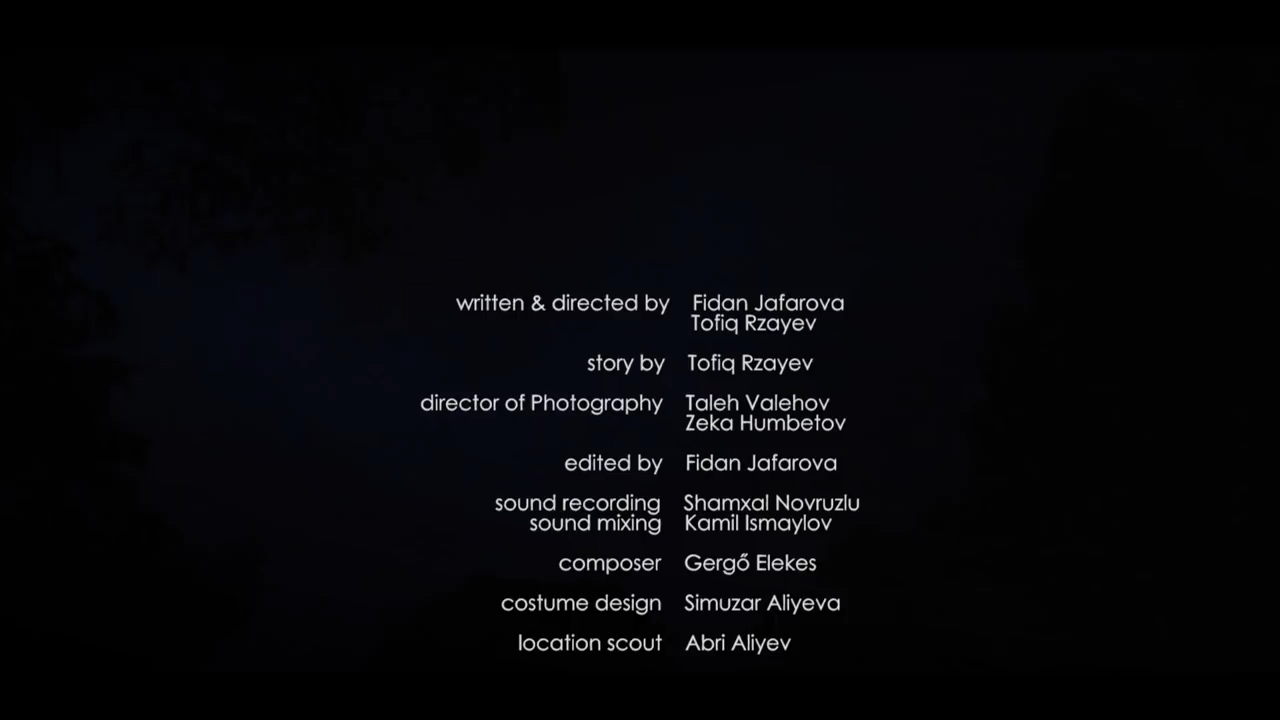 written & directed by Fidan Jafarova
Tofiq Rzayev
story by Tofiq Rzayev
director of Photography Taleh Valehov
Zeka Humbetov
edited by Fidan Jafarova
sound recording Shamxal Novruzlu
sound mixing Kamil Ismaylov
composer Gergő Elekes
costume design Simuzar Aliyeva
location scout Abri Aliyev